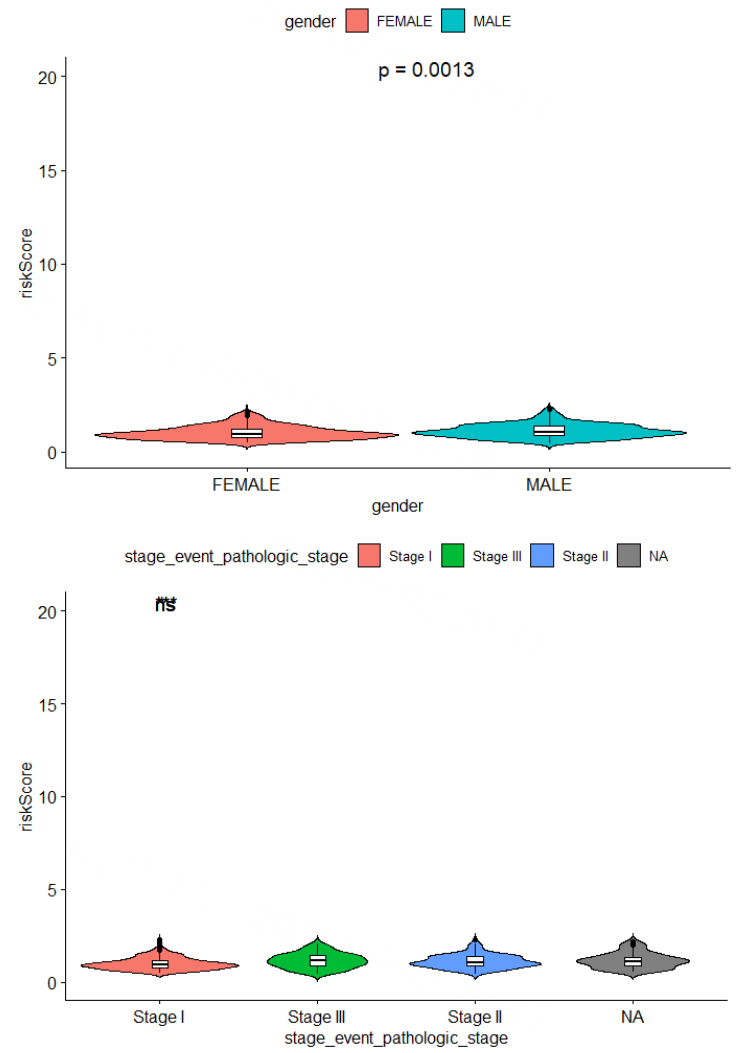 gender FEMALE MALE
p = 0.0013
20
15
10
5
0
riskScore
FEMALE MALE
gender
stage_event_pathologic_stage Stage I Stage III Stage II NA
ns
20
15
10
5
0
riskScore
Stage I Stage III Stage II NA
stage_event_pathologic_stage